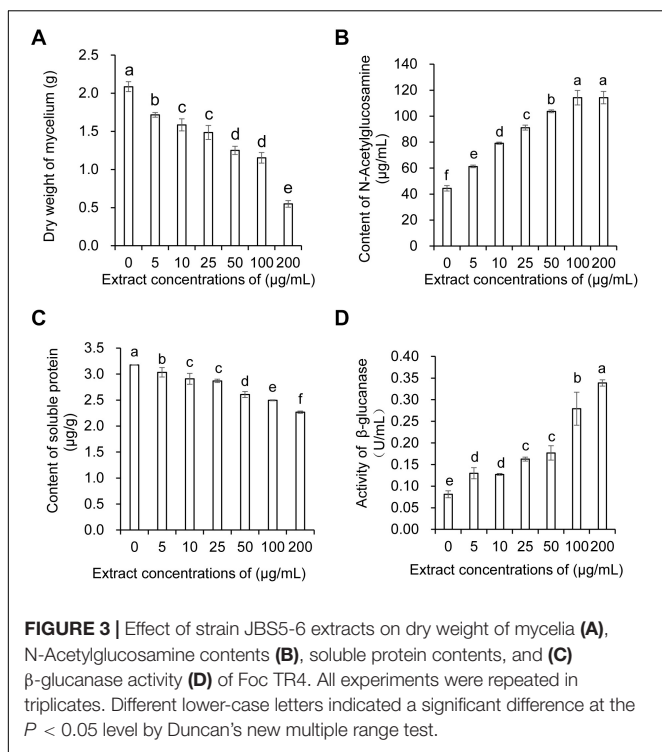 A
Dry weight of mycelium (g)
2.5
2.0
1.5
1.0
0.5
0.0
a
b
c
c
d
d
e
0 5 10 25 50 100 200
Extract concentrations of (μg/mL)
B
Content of N-Acetylglucosamine
(μg/mL)
140
120
100
80
60
40
20
0
f
e
d
c
b
a
a
0 5 10 25 50 100 200
Extract concentrations of (μg/mL)
C
Content of soluble protein
(μg/g)
3.5
3.0
2.5
2.0
1.5
1.0
0.5
0.0
a
b
c
c
d
e
f
0 5 10 25 50 100 200
Extract concentrations of (μg/mL)
D
Activity of β-glucanase
(U/mL)
0.40
0.35
0.30
0.25
0.20
0.15
0.10
0.05
0.00
e
d
d
c
c
b
a
0 5 10 25 50 100 200
Extract concentrations of (μg/mL)
FIGURE 3 | Effect of strain JBS5-6 extracts on dry weight of mycelia (A),
N-Acetylglucosamine contents (B), soluble protein contents, and (C)
β-glucanase activity (D) of Foc TR4. All experiments were repeated in
triplicates. Different lower-case letters indicated a significant difference at the
P < 0.05 level by Duncan's new multiple range test.